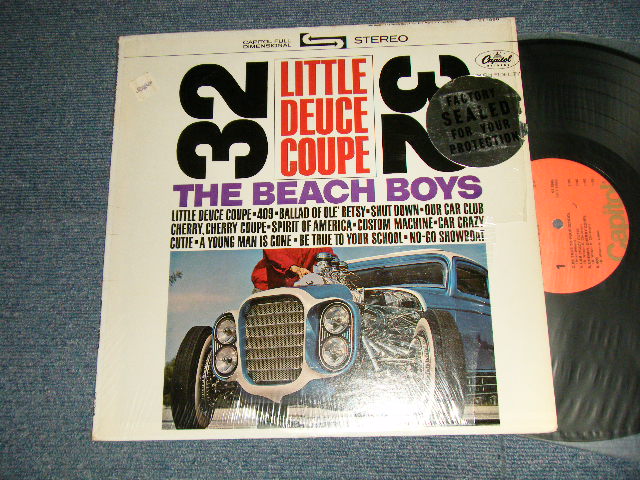 CAPITOL FULL
DIMENSIONAL
STEREO
Capitol
32
LITTLE
DEUCE
COUPE
32
FACTORY
SEALED
FOR YOUR
PROTECTION
THE BEACH BOYS
LITTLE DEUCE COUPE • 409 • BALLAD OF OLE' BETSY • SHUT DOWN • OUR CAR CLUB
CHERRY, CHERRY COUPE • SPIRIT OF AMERICA • CUSTOM MACHINE • CAR CRAZY
CUTIE • A YOUNG MAN IS GONE • BE TRUE TO YOUR SCHOOL • NO-GO SHOWBOAT
Capitol
1